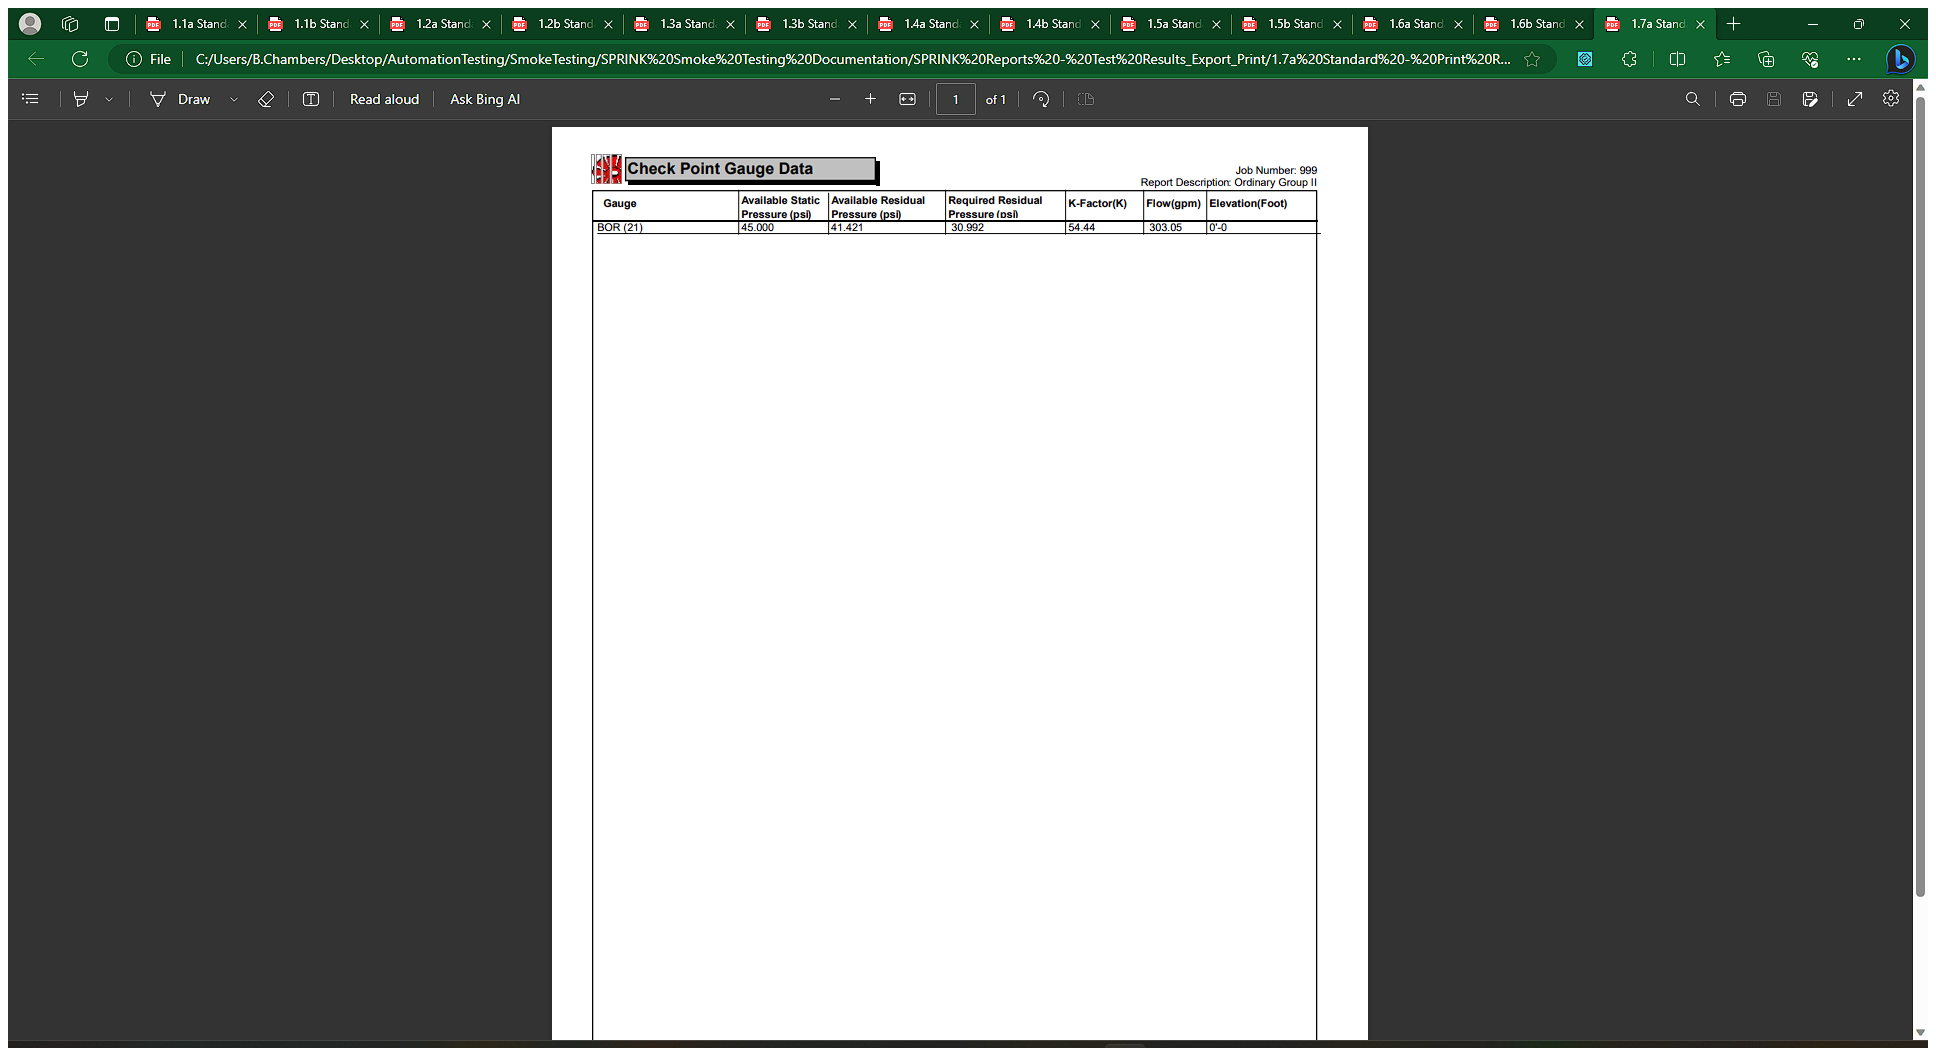 1.1a Stand
1.1b Stand
1.2a Stand
1.2b Stand
1.3a Stand
1.3b Stand
1.4a Stand
1.4b Stand
1.5a Stand
1.5b Stand
1.6a Stand
1.6b Stand
1.7a Stand
File
C:/Users/B.Chambers/Desktop/AutomationTesting/SmokeTesting/SPRINK%20Smoke%20Testing%20Documentation/SPRINK%20Reports%20-%20Test%20Results_Export_Print/1.7a%20Standard%20-%20Print%20R...
Draw
Read aloud
Ask Bing AI
1 of 1
Check Point Gauge Data
Job Number: 999
Report Description: Ordinary Group II
Gauge
Available Static
Pressure (psi)
Available Residual
Pressure (psi)
Required Residual
Pressure (psi)
K-Factor(K)
Flow(gpm)
Elevation(Foot)
BOR (21) 45.000 41.421 30.992 54.44 303.05 0'-0